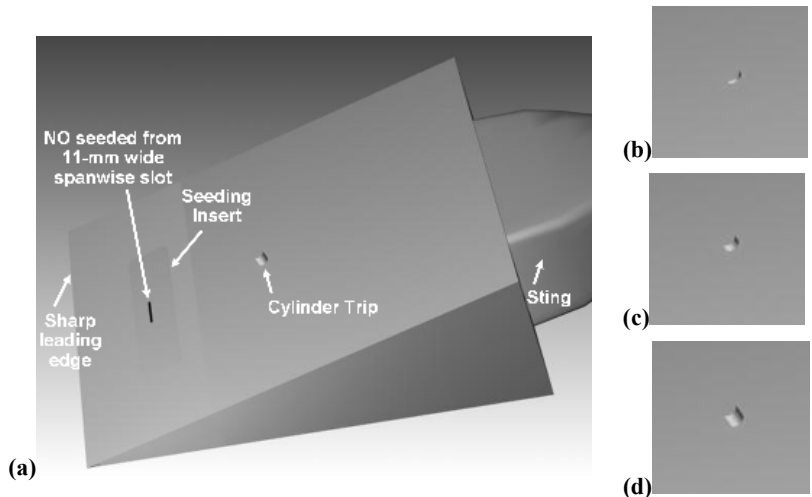 NO seeded from
11-mm wide
spanwise slot
Seeding
Insert
Cylinder Trip
Sting
Sharp
leading
edge
(a)
(b)
(c)
(d)